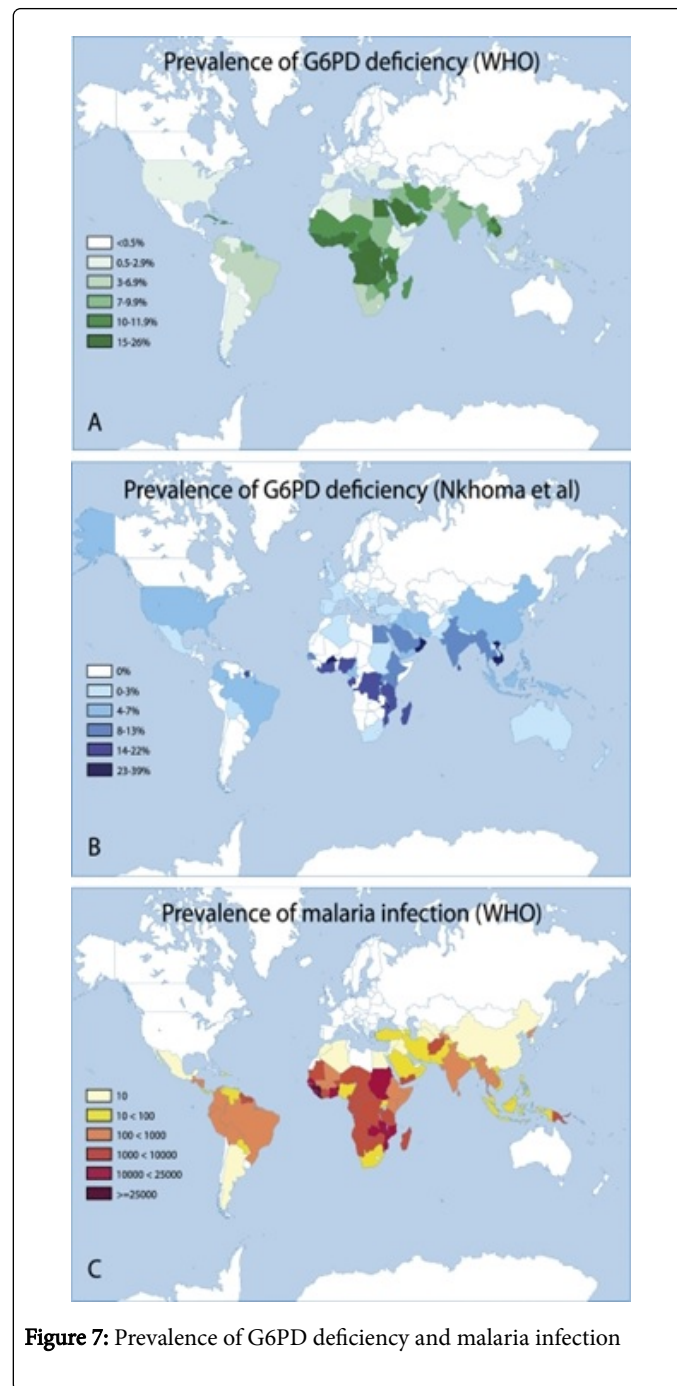 Prevalence of G6PD deficiency (WHO)
<0.5%
0.5-2.9%
3-6.9%
7-9.9%
10-11.9%
15-26%
A
Prevalence of G6PD deficiency (Nkhoma et al)
0%
0-3%
4-7%
8-13%
14-22%
23-39%
B
Prevalence of malaria infection (WHO)
10
10 < 100
100 < 1000
1000 < 10000
10000 < 25000
>=25000
C
Figure 7: Prevalence of G6PD deficiency and malaria infection